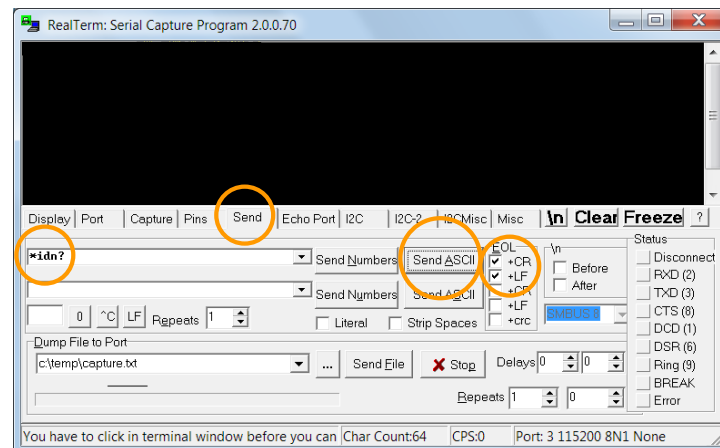 RealTerm: Serial Capture Program 2.0.0.70
Display Port Capture Pins Send Echo Port I2C I2C-2 I2CMisc Misc \n Clear Freeze ?
*idn? Send Numbers Send ASCII
EOL
+CR
+LF
\n
Before
After
Send Numbers Send ASCII
+CR
+LF
+crc
0 ^C LF Repeats 1
Literal Strip Spaces
SMBUS 8
Dump File to Port
c:\temp\capture.txt ... Send File Stop Delays 0 0
Repeats 1 0
Status
Disconnect
RXD (2)
TXD (3)
CTS (8)
DCD (1)
DSR (6)
Ring (9)
BREAK
Error
You have to click in terminal window before you can Char Count:64 CPS:0 Port: 3 115200 8N1 None